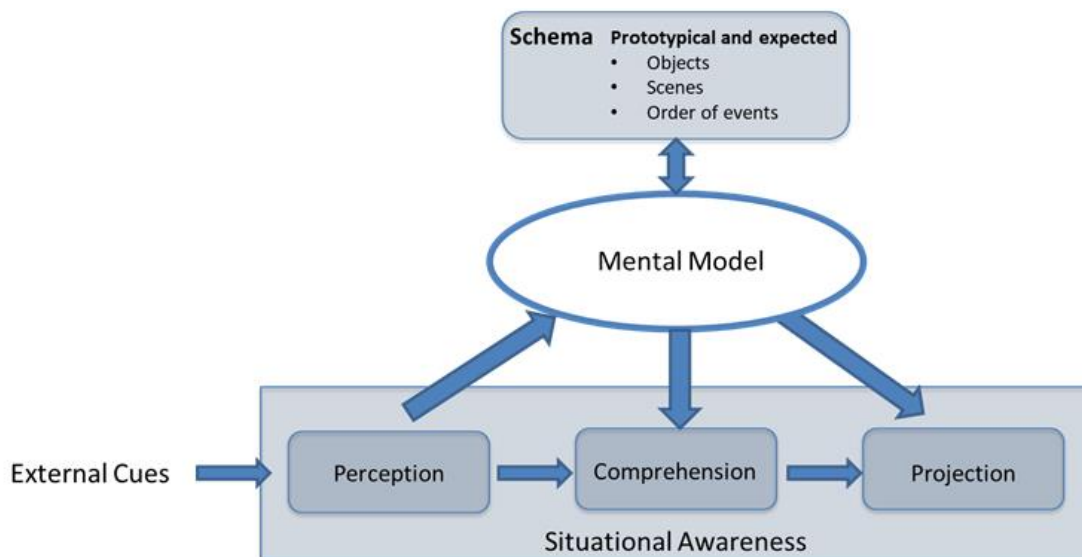 Schema Prototypical and expected
• Objects
• Scenes
• Order of events
Mental Model
External Cues
Perception
Comprehension
Projection
Situational Awareness